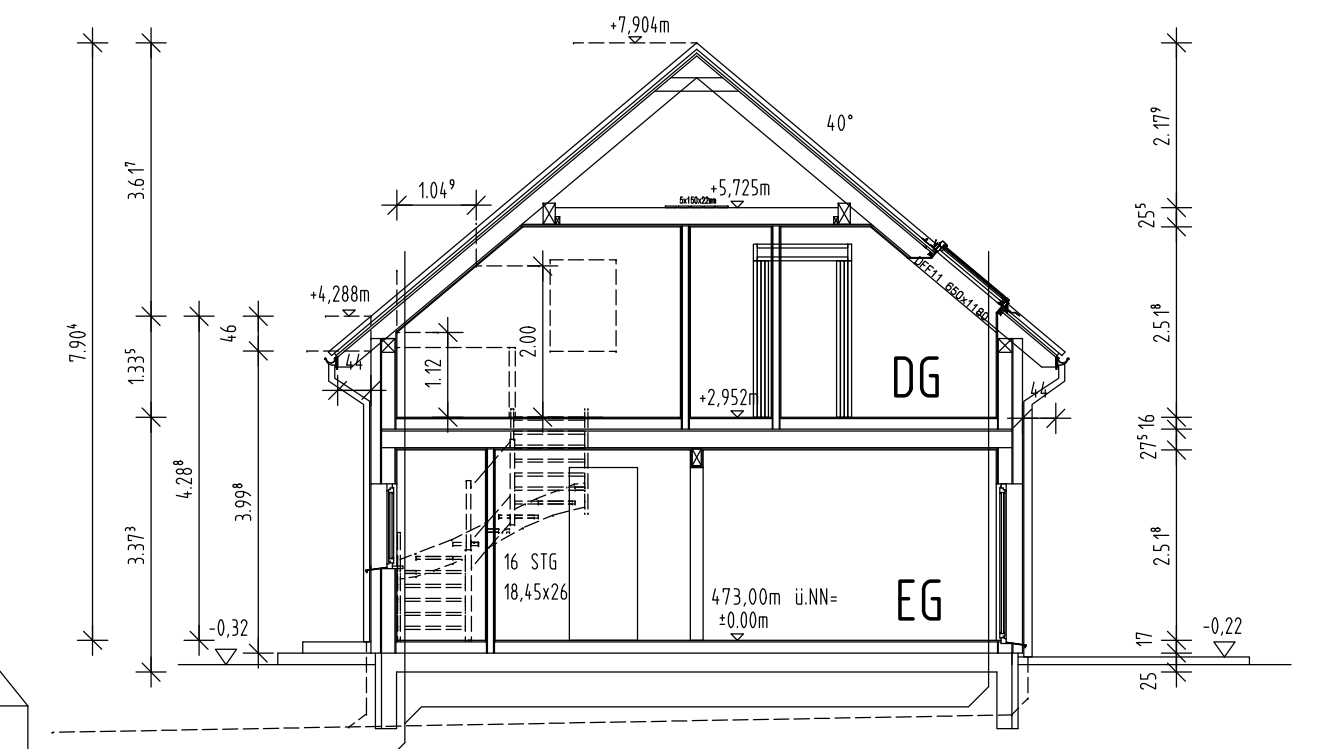 +7,904m
40°
2.17⁹
3.61⁷
1.04⁹
+5,725m
5x150x22mm
25⁵
ÜFF11 650x1180
+4,288m
46
7.90⁴
1.33⁵
44
1.12
2.00
2.51⁸
DG
+2,952m
44
16
27⁵
4.28⁸
3.99⁸
3.37³
2.51⁸
16 STG
18,45x26
473,00m ü.NN=
±0.00m
EG
-0,32
-0,22
17
25